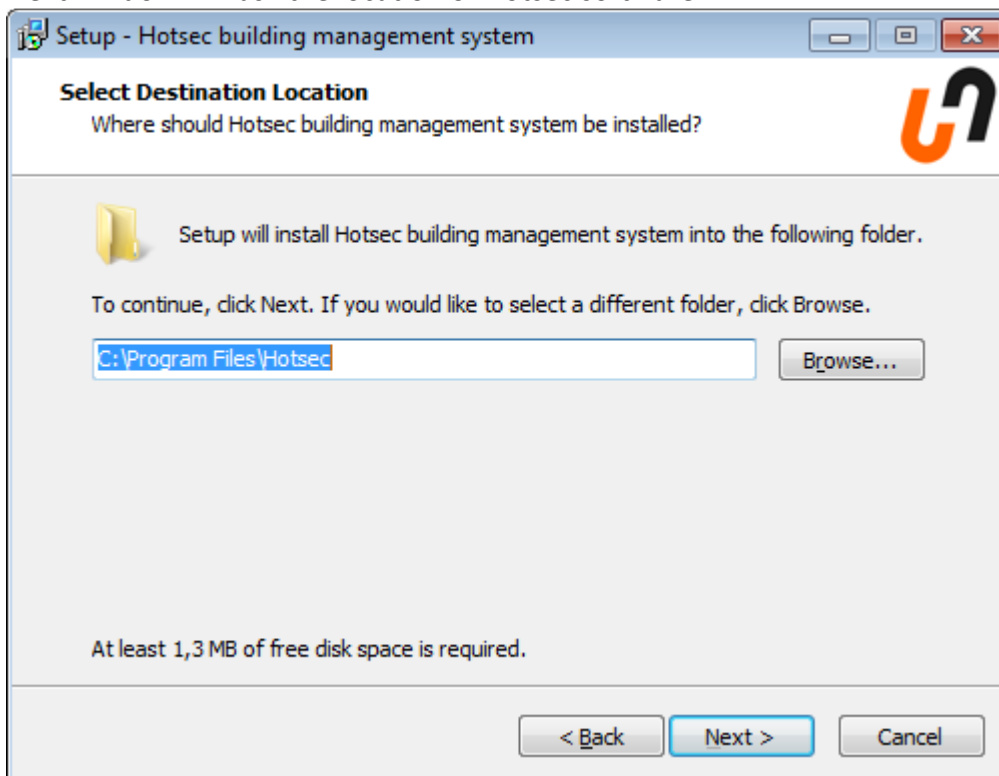 Setup - Hotsec building management system
Select Destination Location
Where should Hotsec building management system be installed?
Setup will install Hotsec building management system into the following folder.
To continue, click Next. If you would like to select a different folder, click Browse.
C:\Program Files\Hotsec
Browse...
At least 1,3 MB of free disk space is required.
< Back
Next >
Cancel